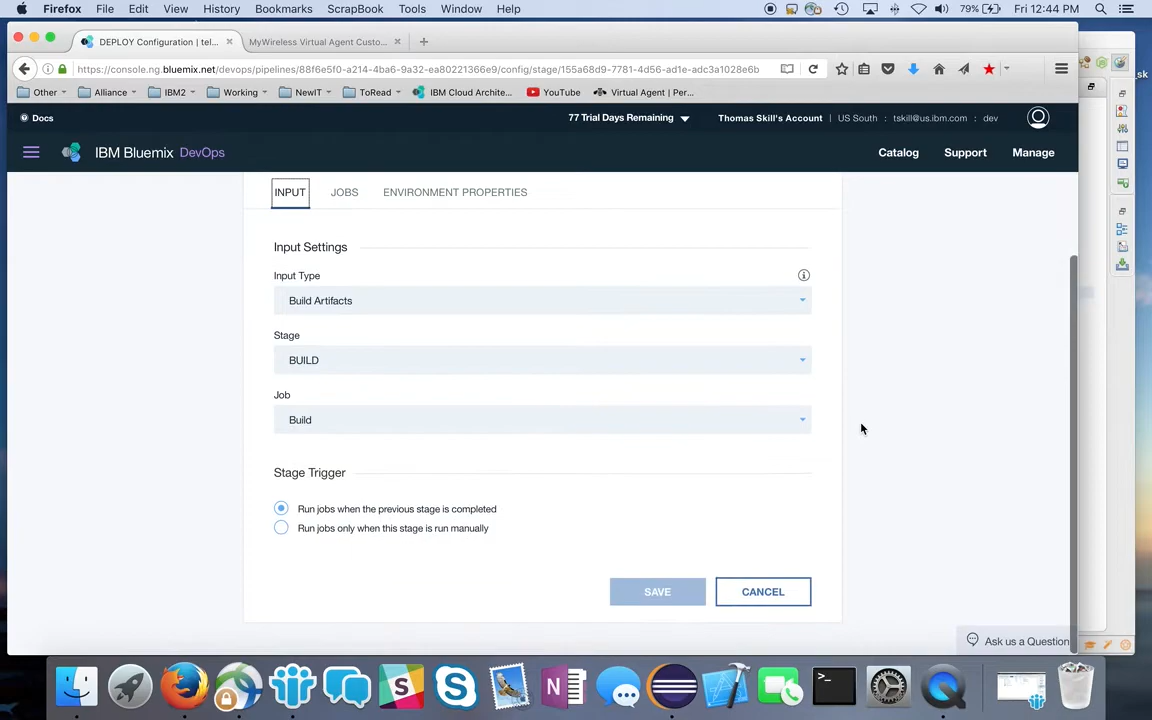 Firefox File Edit View History Bookmarks ScrapBook Tools Window Help 79% Fri 12:44 PM
DEPLOY Configuration | tel... MyWireless Virtual Agent Custo...
https://console.ng.bluemix.net/devops/pipelines/88f6e5f0-a214-4ba6-9a32-ea80221366e9/config/stage/155a68d9-7781-4d56-ad1e-adc3a1028e6b
Other Alliance IBM2 Working NewIT ToRead IBM Cloud Archite... YouTube Virtual Agent | Per...
_sk
Docs 77 Trial Days Remaining Thomas Skill's Account | US South : tskill@us.ibm.com : dev
IBM Bluemix DevOps Catalog Support Manage
INPUT JOBS ENVIRONMENT PROPERTIES
Input Settings
Input Type
Build Artifacts
Stage
BUILD
Job
Build
Stage Trigger
Run jobs when the previous stage is completed
Run jobs only when this stage is run manually
SAVE CANCEL
Ask us a Question